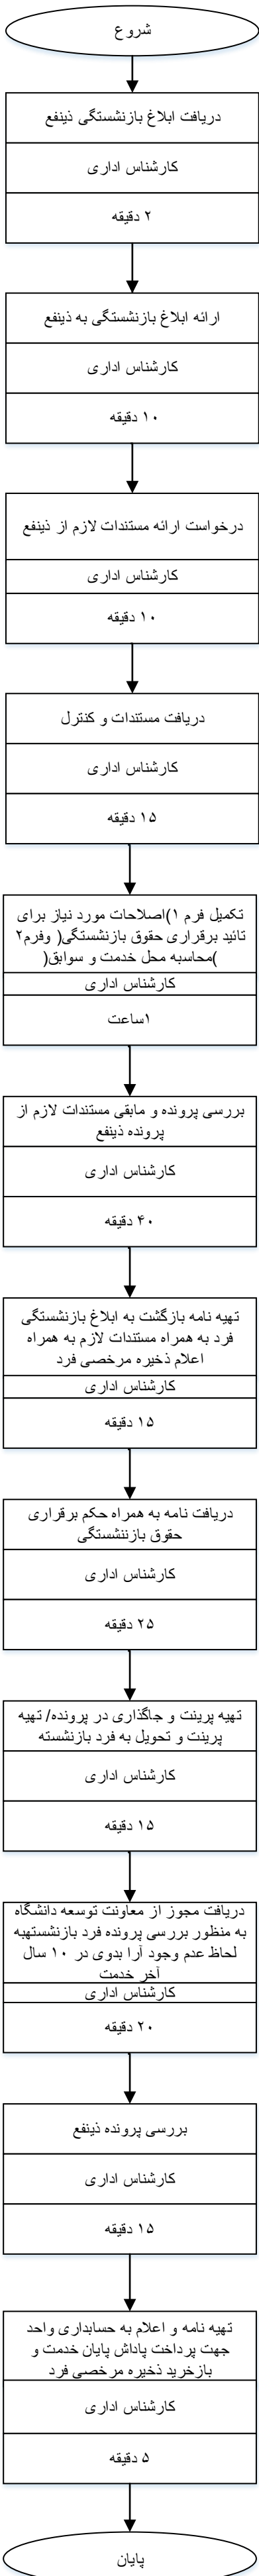 شروع
دریافت ابلاغ بازنشستگی ذینفع
کارشناس اداری
۲ دقیقه
ارائه ابلاغ بازنشستگی به ذینفع
کارشناس اداری
۱۰ دقیقه
درخواست ارائه مستندات لازم از ذینفع
کارشناس اداری
۱۰ دقیقه
دریافت مستندات و کنترل
کارشناس اداری
۱۵ دقیقه
تکمیل فرم ۱)اصلاحات مورد نیاز برای
تائید برقراری حقوق بازنشستگی( وفرم۲
)محاسبه محل خدمت و سوابق(
کارشناس اداری
۱ساعت
بررسی پرونده و مابقی مستندات لازم از
پرونده ذینفع
کارشناس اداری
۴۰ دقیقه
تهیه نامه بازگشت به ابلاغ بازنشستگی
فرد به همراه مستندات لازم به همراه
اعلام ذخیره مرخصی فرد
کارشناس اداری
۱۵ دقیقه
دریافت نامه به همراه حکم برقراری
حقوق بازننشستگی
کارشناس اداری
۲۵ دقیقه
تهیه پرینت و جاگذاری در پرونده/ تهیه
پرینت و تحویل به فرد بازنشسته
کارشناس اداری
۱۵ دقیقه
دریافت مجوز از معاونت توسعه دانشگاه
به منظور بررسی پرونده فرد بازنشستهبه
لحاظ عدم وجود آرا بدوی در ۱۰ سال
آخر خدمت
کارشناس اداری
۲۰ دقیقه
بررسی پرونده ذینفع
کارشناس اداری
۱۵ دقیقه
تهیه نامه و اعلام به حسابداری واحد
جهت پرداخت پاداش پایان خدمت و
بازخرید ذخیره مرخصی فرد
کارشناس اداری
۵ دقیقه
پایان